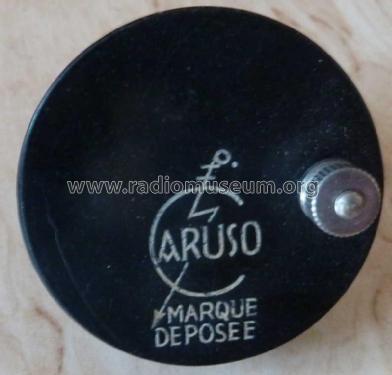 www.radiomuseum.org
CARUSO
MARQUE
DEPOSEE